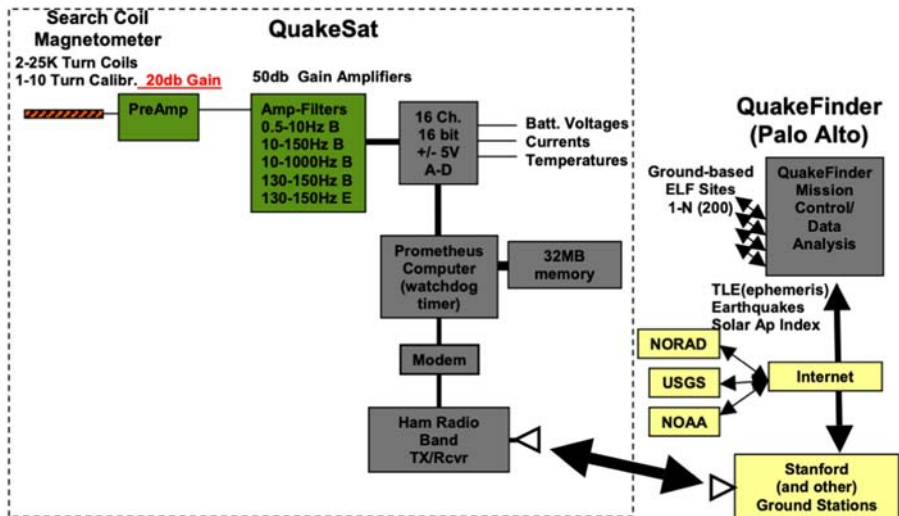 Search Coil
Magnetometer
2-25K Turn Coils
1-10 Turn Calibr. 20db Gain
PreAmp
QuakeSat
50db Gain Amplifiers
Amp-Filters
0.5-10Hz B
10-150Hz B
10-1000Hz B
130-150Hz B
130-150Hz E
16 Ch.
16 bit
+/- 5V
A-D
Batt. Voltages
Currents
Temperatures
Prometheus
Computer
(watchdog
timer)
32MB
memory
Modem
Ham Radio
Band
TX/Rcvr
QuakeFinder
(Palo Alto)
Ground-based
ELF Sites
1-N (200)
QuakeFinder
Mission
Control/
Data
Analysis
TLE(ephemeris)
Earthquakes
Solar Ap Index
NORAD
USGS
NOAA
Internet
Stanford
(and other)
Ground Stations